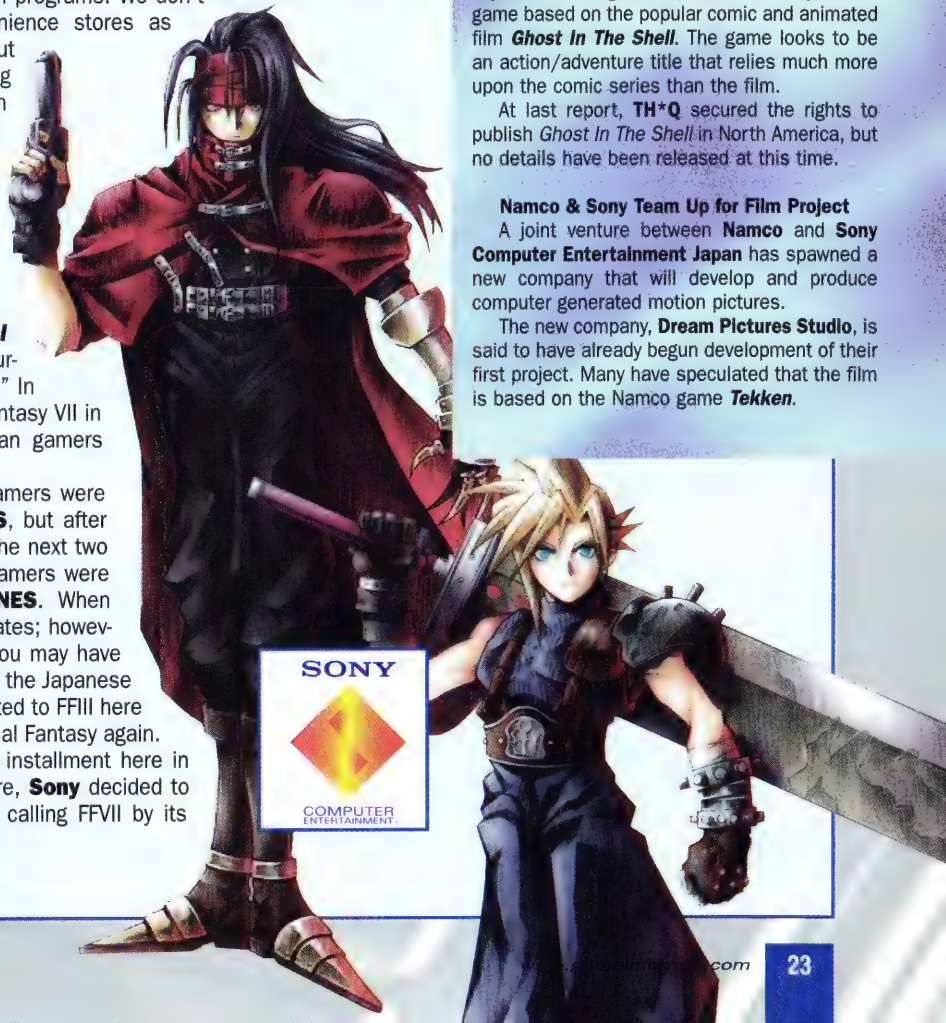 programs. We don't
nience stores as
ut
g
n
I
ur-
" In
ntasy VII in
an gamers
amers were
S, but after
he next two
amers were
NES. When
ates; howev-
ou may have
the Japanese
ted to FFIII here
al Fantasy again.
installment here in
re, Sony decided to
calling FFVII by its
game based on the popular comic and animated
film Ghost In The Shell. The game looks to be
an action/adventure title that relies much more
upon the comic series than the film.
At last report, TH*Q secured the rights to
publish Ghost In The Shell in North America, but
no details have been released at this time.
Namco & Sony Team Up for Film Project
A joint venture between Namco and Sony
Computer Entertainment Japan has spawned a
new company that will develop and produce
computer generated motion pictures.
The new company, Dream Pictures Studio, is
said to have already begun development of their
first project. Many have speculated that the film
is based on the Namco game Tekken.
SONY
COMPUTER
ENTERTAINMENT
com
23